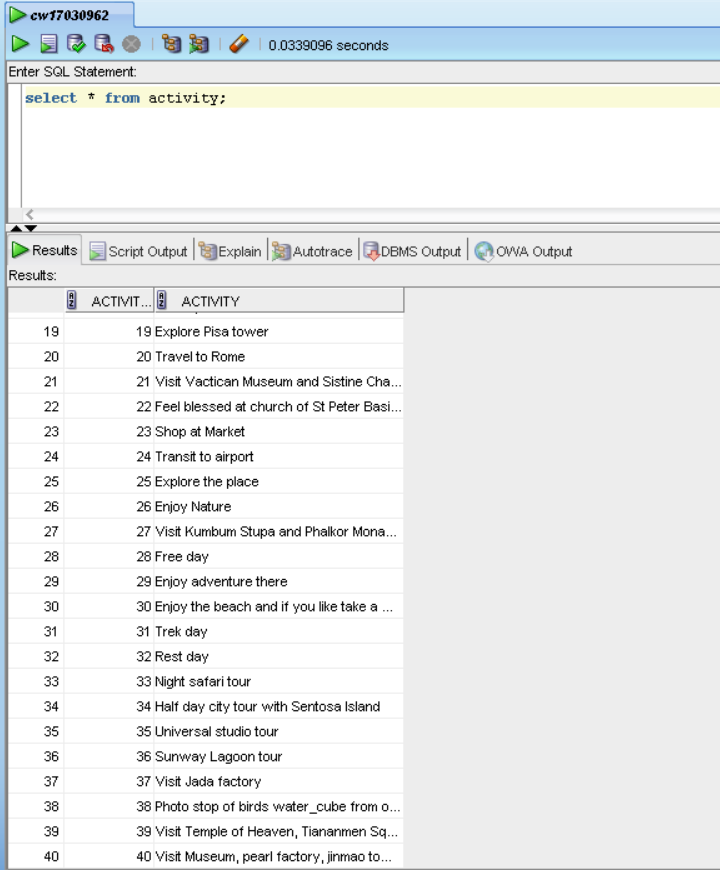 cw17030962
0.0339096 seconds
Enter SQL Statement:
select * from activity;
Results Script Output Explain Autotrace DBMS Output OWA Output
Results:
ACTIVIT... ACTIVITY
19 19 Explore Pisa tower
20 20 Travel to Rome
21 21 Visit Vactican Museum and Sistine Cha...
22 22 Feel blessed at church of St Peter Basi...
23 23 Shop at Market
24 24 Transit to airport
25 25 Explore the place
26 26 Enjoy Nature
27 27 Visit Kumbum Stupa and Phalkor Mona...
28 28 Free day
29 29 Enjoy adventure there
30 30 Enjoy the beach and if you like take a ...
31 31 Trek day
32 32 Rest day
33 33 Night safari tour
34 34 Half day city tour with Sentosa Island
35 35 Universal studio tour
36 36 Sunway Lagoon tour
37 37 Visit Jada factory
38 38 Photo stop of birds water_cube from o...
39 39 Visit Temple of Heaven, Tiananmen Sq...
40 40 Visit Museum, pearl factory, jinmao to...